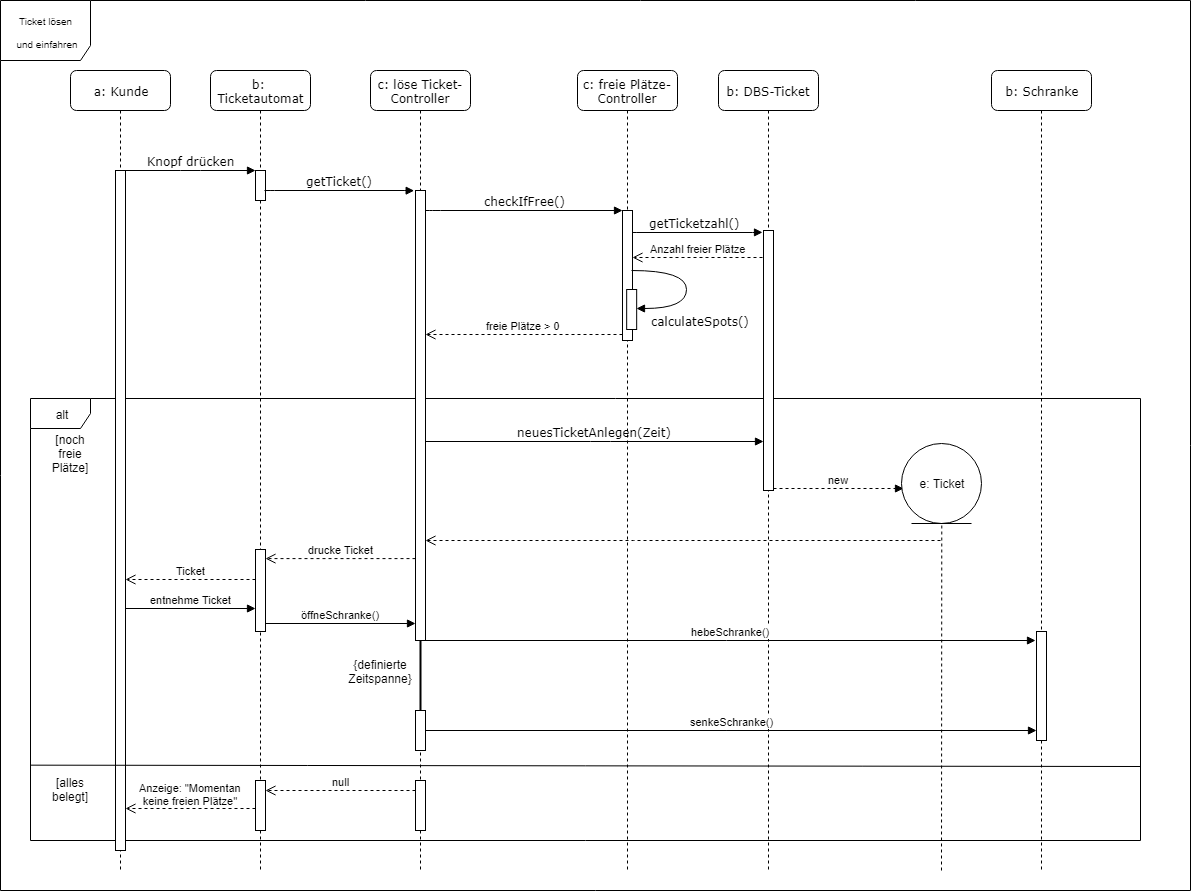 Ticket lösen
und einfahren
a: Kunde
b:
Ticketautomat
c: löse Ticket-
Controller
c: freie Plätze-
Controller
b: DBS-Ticket
b: Schranke
Knopf drücken
getTicket()
checkIfFree()
getTicketzahl()
Anzahl freier Plätze
calculateSpots()
freie Plätze > 0
alt
[noch
freie
Plätze]
neuesTicketAnlegen(Zeit)
new
e: Ticket
drucke Ticket
Ticket
entnehme Ticket
öffneSchranke()
hebeSchranke()
{definierte
Zeitspanne}
senkeSchranke()
[alles
belegt]
null
Anzeige: "Momentan
keine freien Plätze"